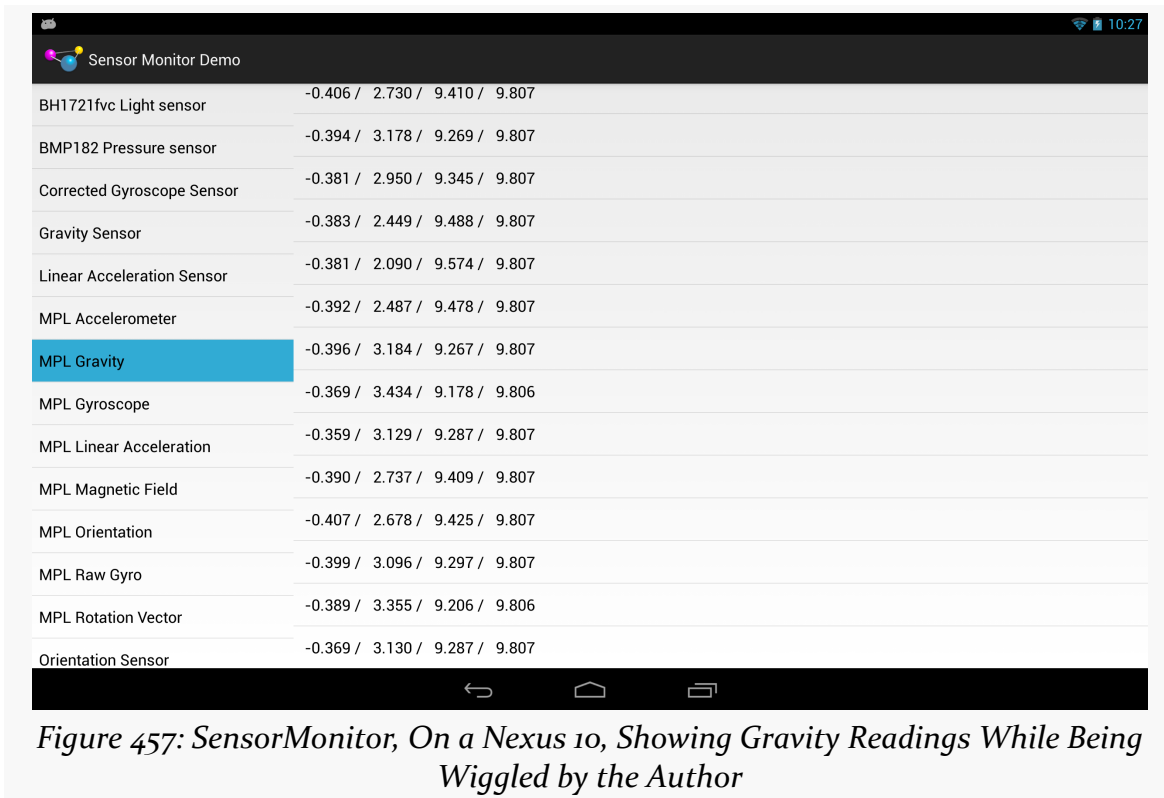 10:27
Sensor Monitor Demo
BH1721fvc Light sensor
BMP182 Pressure sensor
Corrected Gyroscope Sensor
Gravity Sensor
Linear Acceleration Sensor
MPL Accelerometer
MPL Gravity
MPL Gyroscope
MPL Linear Acceleration
MPL Magnetic Field
MPL Orientation
MPL Raw Gyro
MPL Rotation Vector
Orientation Sensor
-0.406 / 2.730 / 9.410 / 9.807
-0.394 / 3.178 / 9.269 / 9.807
-0.381 / 2.950 / 9.345 / 9.807
-0.383 / 2.449 / 9.488 / 9.807
-0.381 / 2.090 / 9.574 / 9.807
-0.392 / 2.487 / 9.478 / 9.807
-0.396 / 3.184 / 9.267 / 9.807
-0.369 / 3.434 / 9.178 / 9.806
-0.359 / 3.129 / 9.287 / 9.807
-0.390 / 2.737 / 9.409 / 9.807
-0.407 / 2.678 / 9.425 / 9.807
-0.399 / 3.096 / 9.297 / 9.807
-0.389 / 3.355 / 9.206 / 9.806
-0.369 / 3.130 / 9.287 / 9.807
Figure 457: SensorMonitor, On a Nexus 10, Showing Gravity Readings While Being
Wiggled by the Author